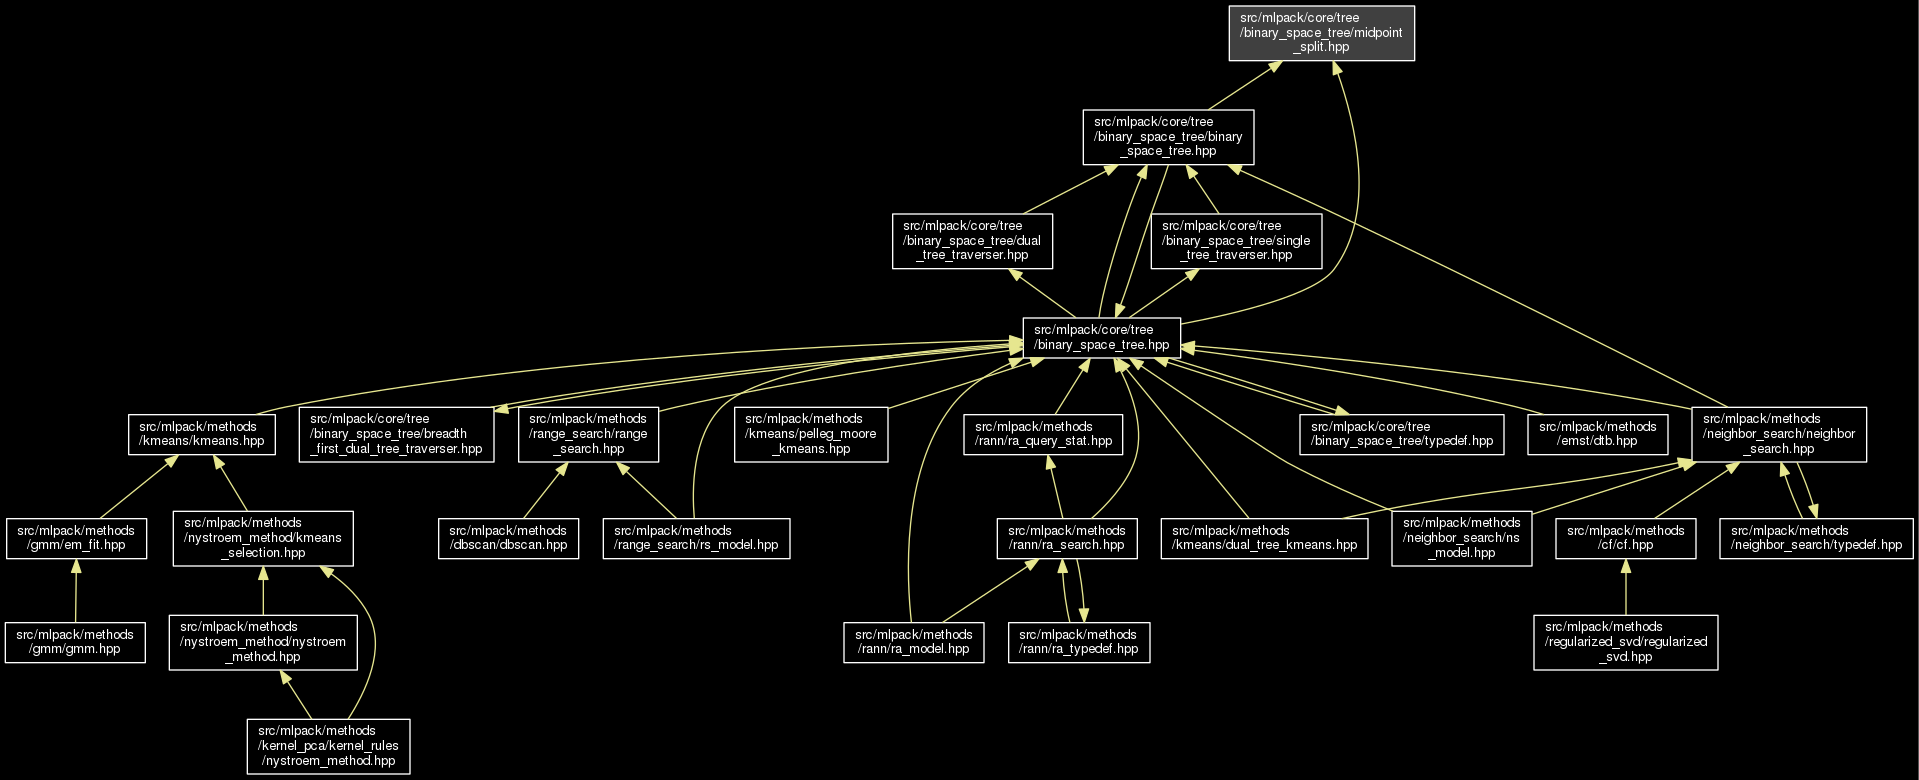 src/mlpack/core/tree
/binary_space_tree/midpoint
_split.hpp
src/mlpack/core/tree
/binary_space_tree/binary
_space_tree.hpp
src/mlpack/core/tree
/binary_space_tree/dual
_tree_traverser.hpp
src/mlpack/core/tree
/binary_space_tree/single
_tree_traverser.hpp
src/mlpack/core/tree
/binary_space_tree.hpp
src/mlpack/methods
/kmeans/kmeans.hpp
src/mlpack/core/tree
/binary_space_tree/breadth
_first_dual_tree_traverser.hpp
src/mlpack/methods
/range_search/range
_search.hpp
src/mlpack/methods
/kmeans/pelleg_moore
_kmeans.hpp
src/mlpack/methods
/rann/ra_query_stat.hpp
src/mlpack/core/tree
/binary_space_tree/typedef.hpp
src/mlpack/methods
/emst/dtb.hpp
src/mlpack/methods
/neighbor_search/neighbor
_search.hpp
src/mlpack/methods
/gmm/em_fit.hpp
src/mlpack/methods
/nystroem_method/kmeans
_selection.hpp
src/mlpack/methods
/dbscan/dbscan.hpp
src/mlpack/methods
/range_search/rs_model.hpp
src/mlpack/methods
/rann/ra_search.hpp
src/mlpack/methods
/kmeans/dual_tree_kmeans.hpp
src/mlpack/methods
/neighbor_search/ns
_model.hpp
src/mlpack/methods
/cf/cf.hpp
src/mlpack/methods
/neighbor_search/typedef.hpp
src/mlpack/methods
/gmm/gmm.hpp
src/mlpack/methods
/nystroem_method/nystroem
_method.hpp
src/mlpack/methods
/rann/ra_model.hpp
src/mlpack/methods
/rann/ra_typedef.hpp
src/mlpack/methods
/regularized_svd/regularized
_svd.hpp
src/mlpack/methods
/kernel_pca/kernel_rules
/nystroem_method.hpp